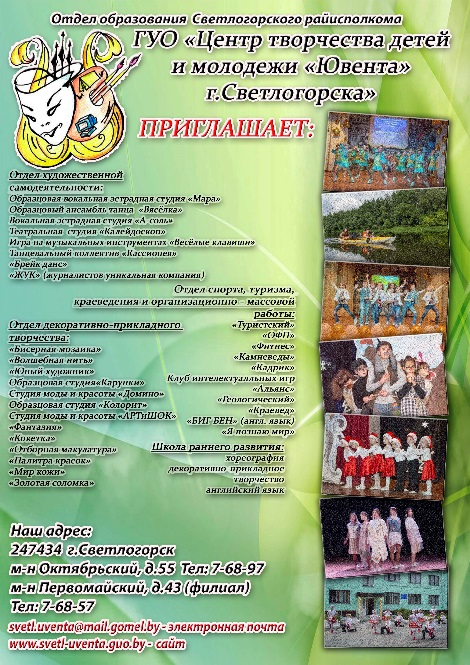 Отдел образования Светлогорского райисполкома
ГУО «Центр творчества детей
и молодежи «Ювента»
г.Светлогорска»
ПРИГЛАШАЕТ:
Отдел художественной
самодеятельности:
Образцовая вокальная эстрадная студия «Мара»
Образцовый ансамбль танца «Вясёлка»
Вокальная эстрадная студия «А_соль»
Театральная студия «Калейдоскоп»
Игра на музыкальных инструментах «Весёлые клавиши»
Танцевальный коллектив «Кассиопея»
«Брейк данс»
«ЖУК» (журналистов уникальная компания)
Отдел спорта, туризма,
краеведения и организационно - массовой
работы:
«Туристский»
«ОФП»
«Фитнес»
«Камневеды»
«Кадрик»
Клуб интелектуальных игр
«Альянс»
«Геологический»
«Краевед»
«БИГ БЕН» (англ. язык)
«Я познаю мир»
Отдел декоративно-прикладного
творчества:
«Бисерная мозаика»
«Волшебная нить»
«Юный художник»
Образцовая студия«Карунки»
Студия моды и красоты «Домино»
Образцовая студия «Колорит»
Студия моды и красоты «АРТиШОК»
«Фантазия»
«Кокетка»
«Отборная макулатура»
«Палитра красок»
«Мир кожи»
«Золотая соломка»
Школа раннего развития:
хореография
декоративно-прикладное
творчество
английский язык
Наш адрес:
247434 г.Светлогорск
м-н Октябрьский, д.55 Тел: 7-68-97
м-н Первомайский, д.43 (филиал)
Тел: 7-68-57
svetl.uventa@mail.gomel.by - электронная почта
www.svetl-uventa.guo.by - сайт